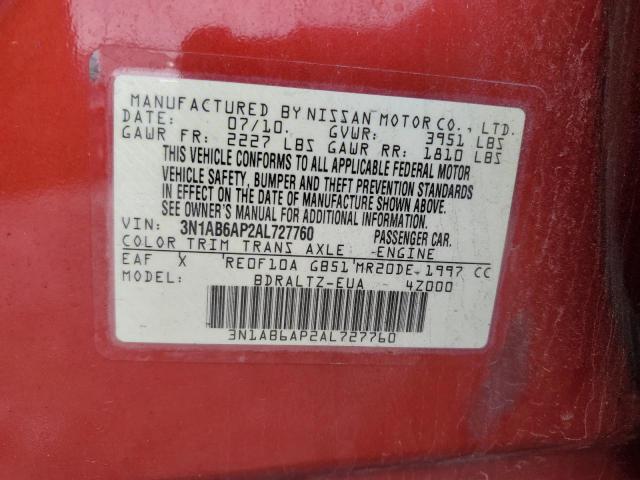 MANUFACTURED BY NISSAN MOTOR CO., LTD.
DATE: 07/10. GVWR: 3951 LBS
GAWR FR: 2227 LBS GAWR RR: 1810 LBS
THIS VEHICLE CONFORMS TO ALL APPLICABLE FEDERAL MOTOR
VEHICLE SAFETY, BUMPER AND THEFT PREVENTION STANDARDS
IN EFFECT ON THE DATE OF MANUFACTURE SHOWN ABOVE.
SEE OWNER'S MANUAL FOR ADDITIONAL INFORMATION.
VIN: 3N1AB6AP2AL727760 PASSENGER CAR.
COLOR TRIM TRANS AXLE: ENGINE
EAF X RE0F10A GB51 MR20DE 1997 CC
MODEL: BDRALTZ-EUA 4Z000
3N1AB6AP2AL727760